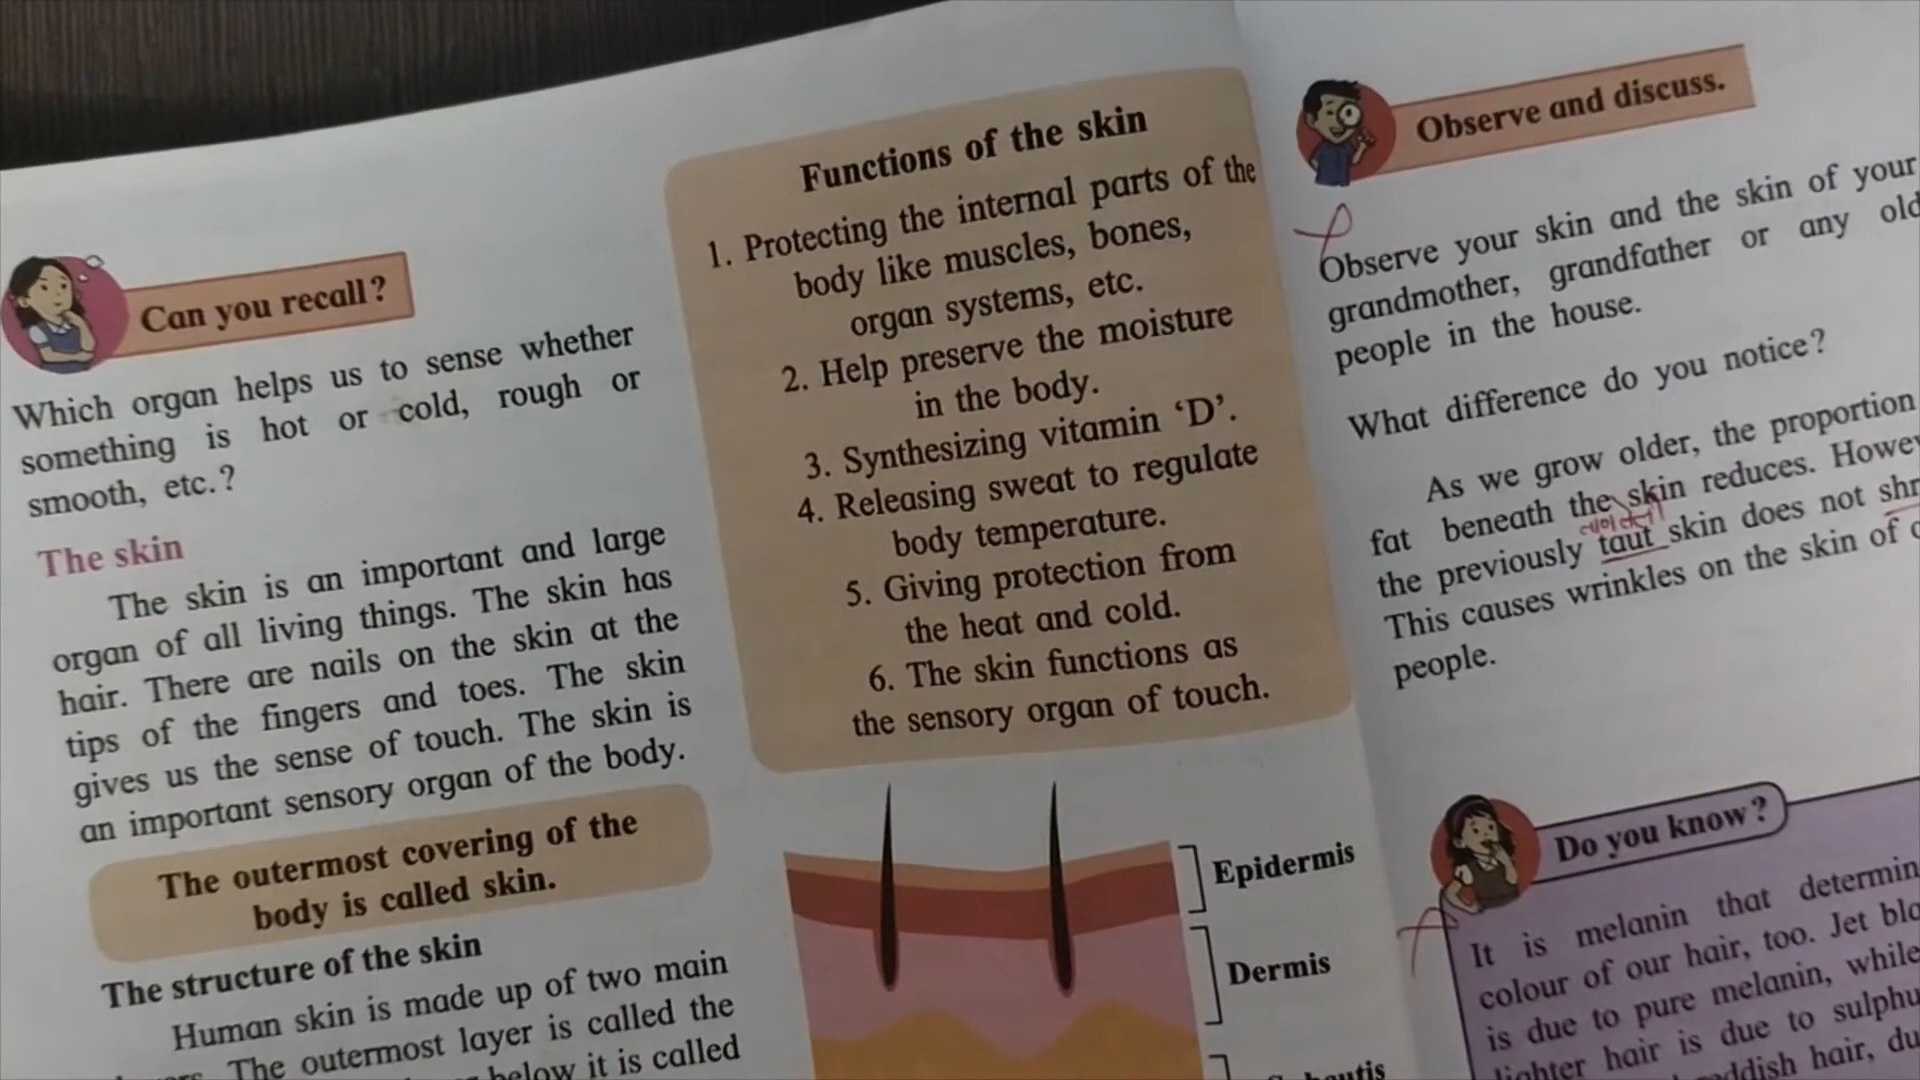 Can you recall?
Which organ helps us to sense whether
something is hot or cold, rough or
smooth, etc.?
The skin
The skin is an important and large
organ of all living things. The skin has
hair. There are nails on the skin at the
tips of the fingers and toes. The skin
gives us the sense of touch. The skin is
an important sensory organ of the body.
The outermost covering of the
body is called skin.
The structure of the skin
Human skin is made up of two main
The outermost layer is called the
below it is called
Functions of the skin
1. Protecting the internal parts of the
body like muscles, bones,
organ systems, etc.
2. Help preserve the moisture
in the body.
3. Synthesizing vitamin ‘D’.
4. Releasing sweat to regulate
body temperature.
5. Giving protection from
the heat and cold.
6. The skin functions as
the sensory organ of touch.
Epidermis
Dermis
Observe and discuss.
Observe your skin and the skin of your
grandmother, grandfather or any old
people in the house.
What difference do you notice?
As we grow older, the proportion
fat beneath the skin reduces. Howe
the previously taut skin does not shr
This causes wrinkles on the skin of
people.
Do you know?
It is melanin that determin
colour of our hair, too. Jet bla
is due to pure melanin, while
lighter hair is due to sulphu
hair, du